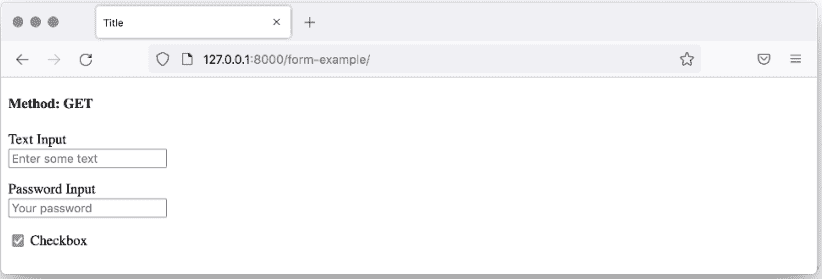 Title
127.0.0.1:8000/form-example/
Method: GET
Text Input
Enter some text
Password Input
Your password
Checkbox